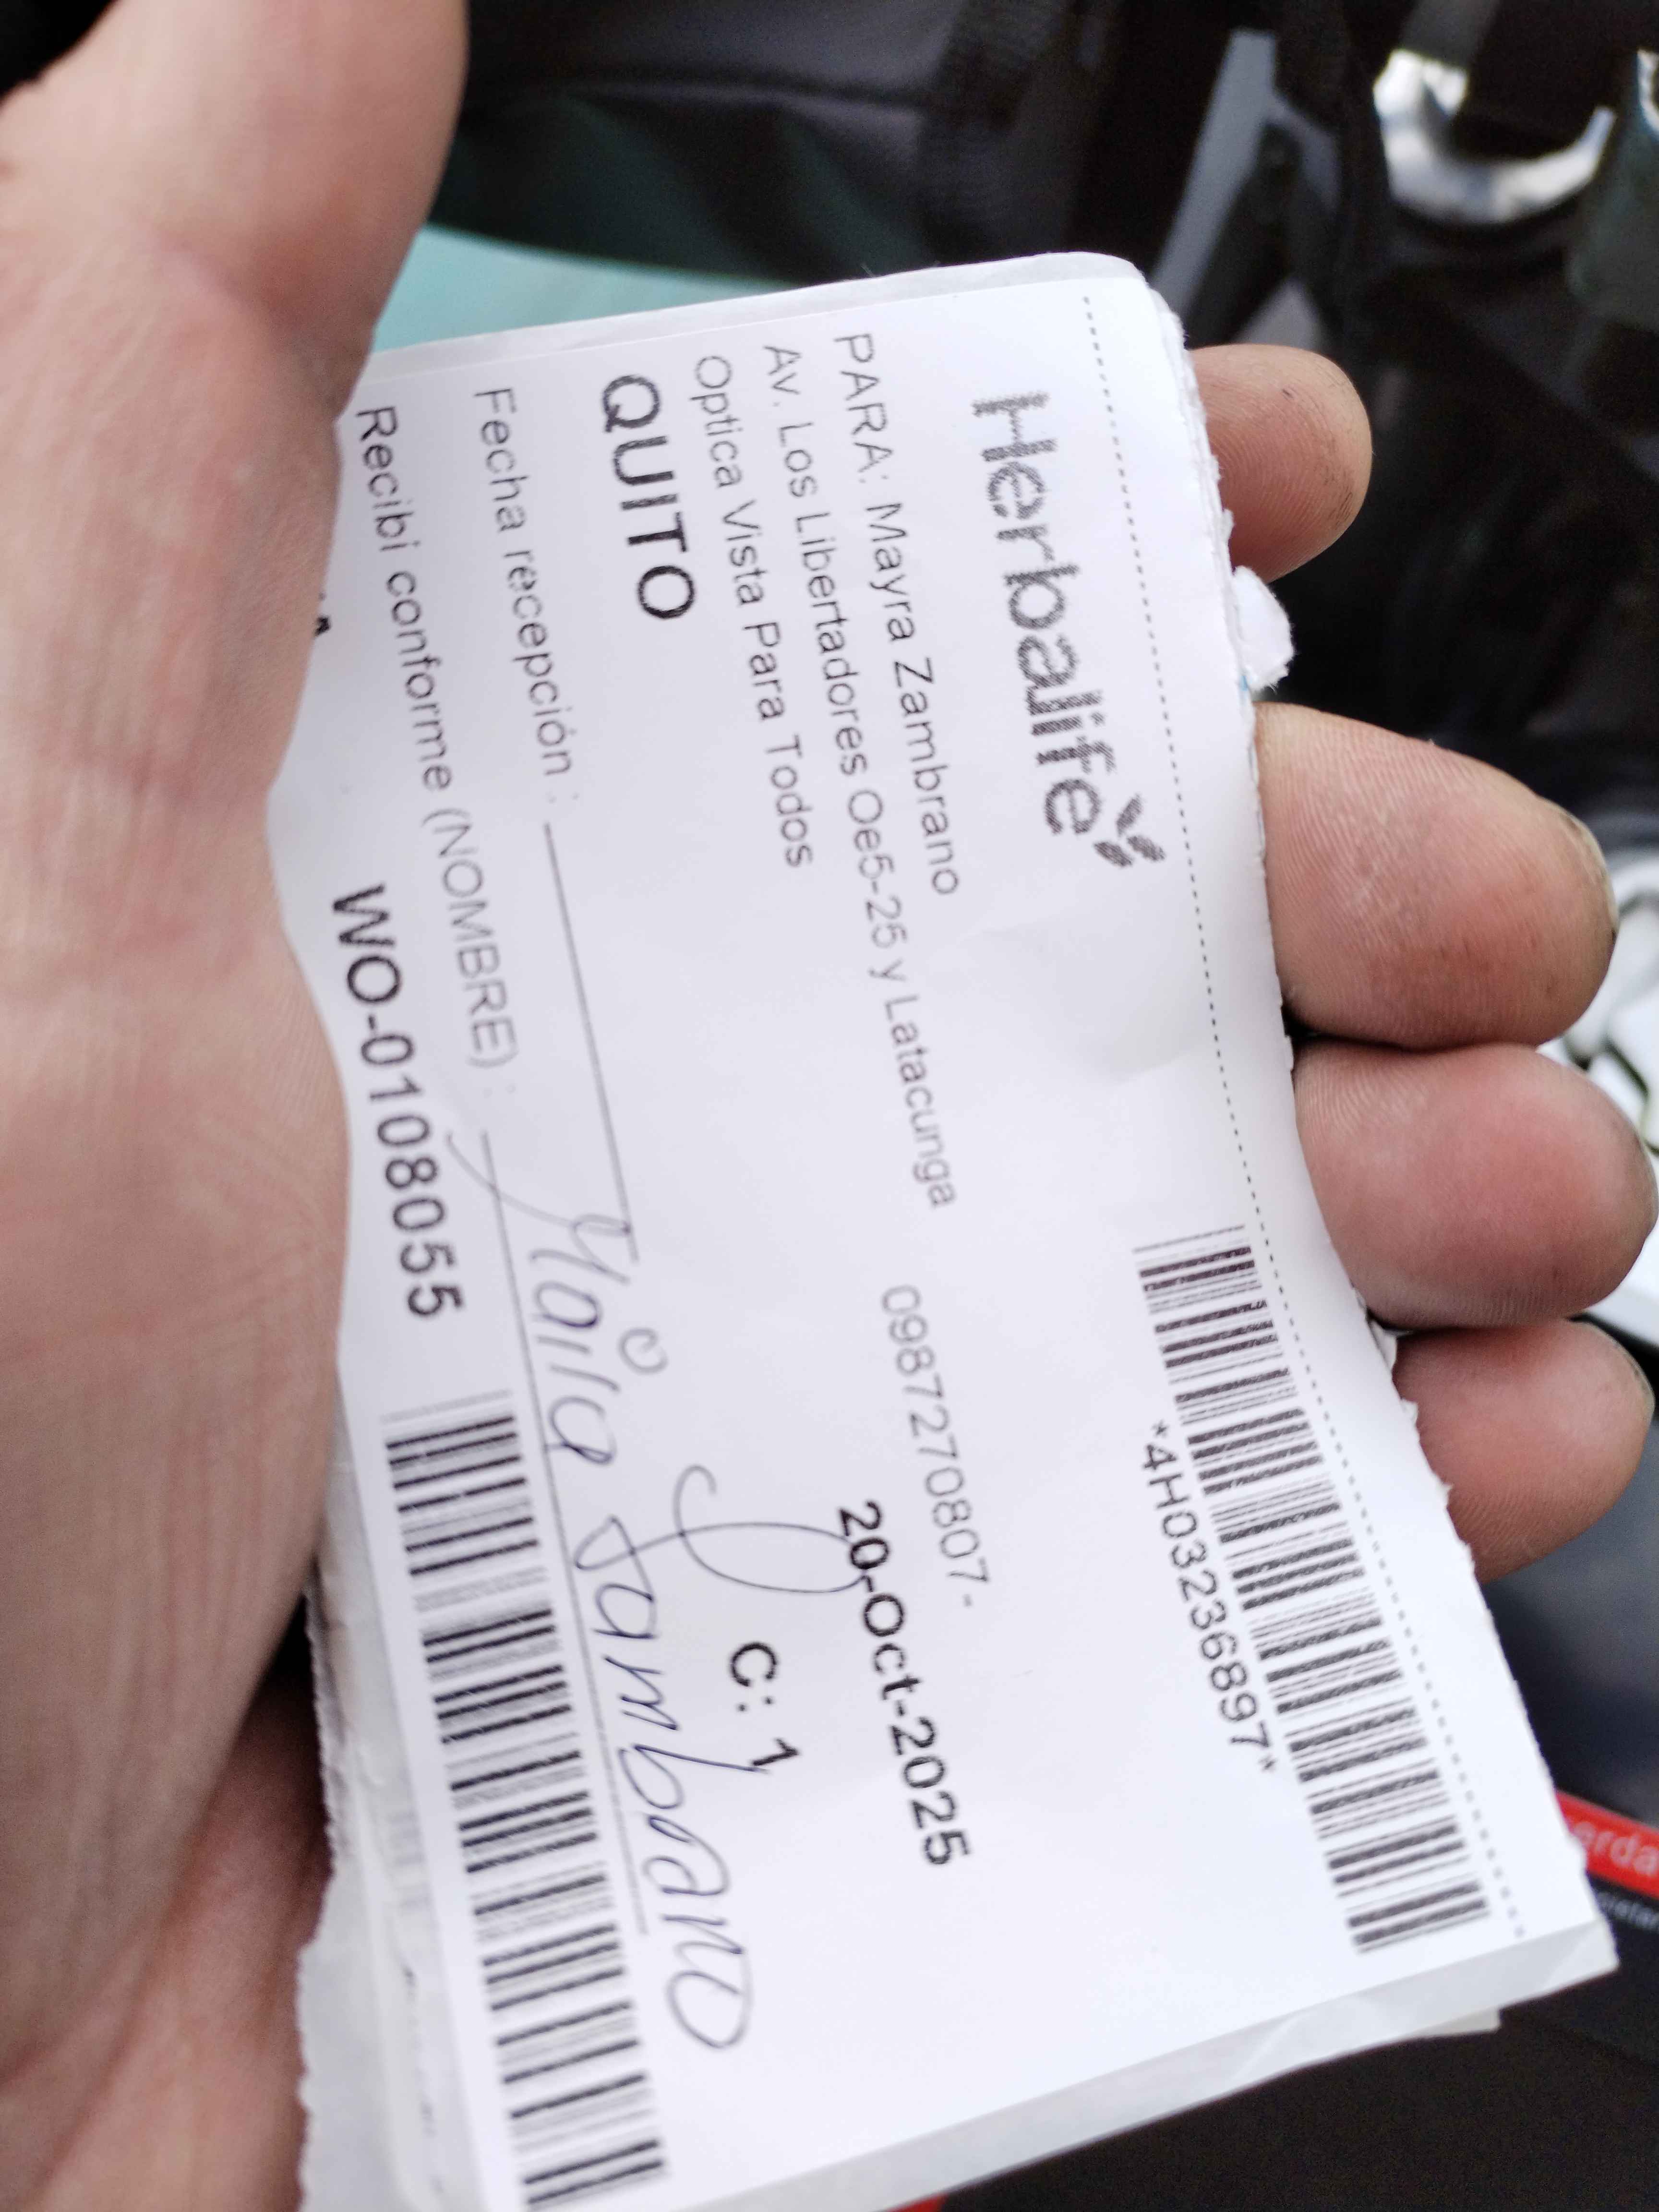 Herbalife
*4H03236897*
PARA: Mayra Zambrano
0987270807-
Av. Los Libertadores Oe5-25 y Latacunga
Optica Vista Para Todos
20-Oct-2025
QUITO
C: 1
Fecha recepción :
Recibi conforme (NOMBRE) : Maira Zambrano
WO-0108055